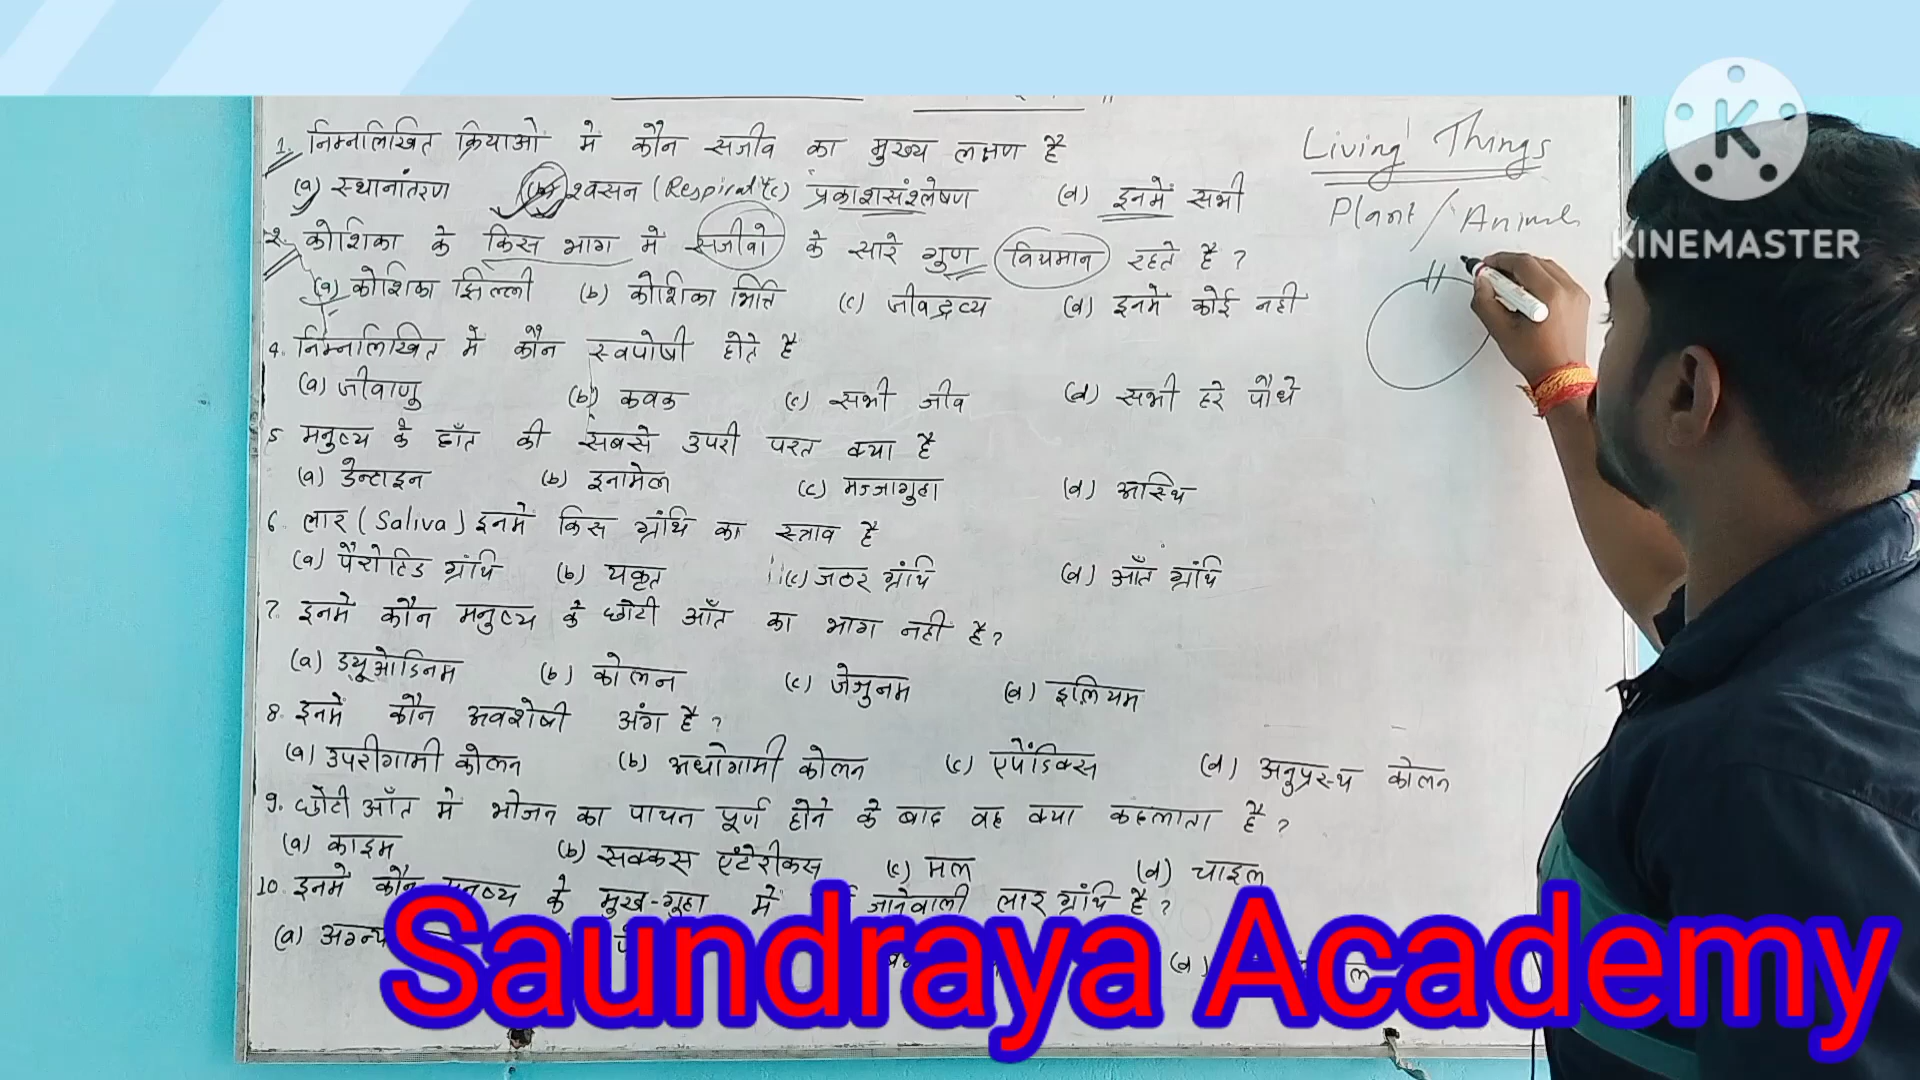 1. निम्नलिखित क्रियाओं में कौन सजीव का मुख्य लक्षण है
(a) स्थानांतरण (b) श्वसन (Respirat (c) प्रकाशसंश्लेषण (d) इनमें सभी
2. कोशिका के किस भाग में सजीवो के सारे गुण विद्यमान रहते है ?
(a) कोशिका झिल्ली (b) कोशिका भित्ति (c) जीवद्रव्य (d) इनमें कोई नही
4. निम्नलिखित में कौन स्वपोषी होते है
(a) जीवाणु (b) कवक (c) सभी जीव (d) सभी हरे पौधे
5 मनुष्य के दाँत की सबसे उपरी परत क्या है
(a) डेन्टाइन (b) इनामेल (c) मज्जागुहा (d) अस्थि
6. लार (Saliva) इनमें किस ग्रंथि का स्त्राव है
(a) पैरोटिड ग्रंथि (b) यकृत (c) जठर ग्रंथि (d) आँत ग्रंथि
7. इनमें कौन मनुष्य के छोटी आँत का भाग नही है ?
(a) ड्यूओडिनम (b) कोलन (c) जेजुनम (d) इलियम
8. इनमें कौन अवशेषी अंग है ?
(a) उपरीगामी कोलन (b) अधोगामी कोलन (c) एपेंडिक्स (d) अनुप्रस्थ कोलन
9. छोटी आँत में भोजन का पाचन पूर्ण होने के बाद वह क्या कहलाता है ?
(a) काइम (b) सक्कस एंटेरीकस (c) मल (d) चाइल
10. इनमें कौन मनुष्य के मुख-गुहा में जानेवाली लार ग्रंथि है ?
(a) (d)
Living Things
Plant / Animals
KINEMASTER
Saundraya Academy